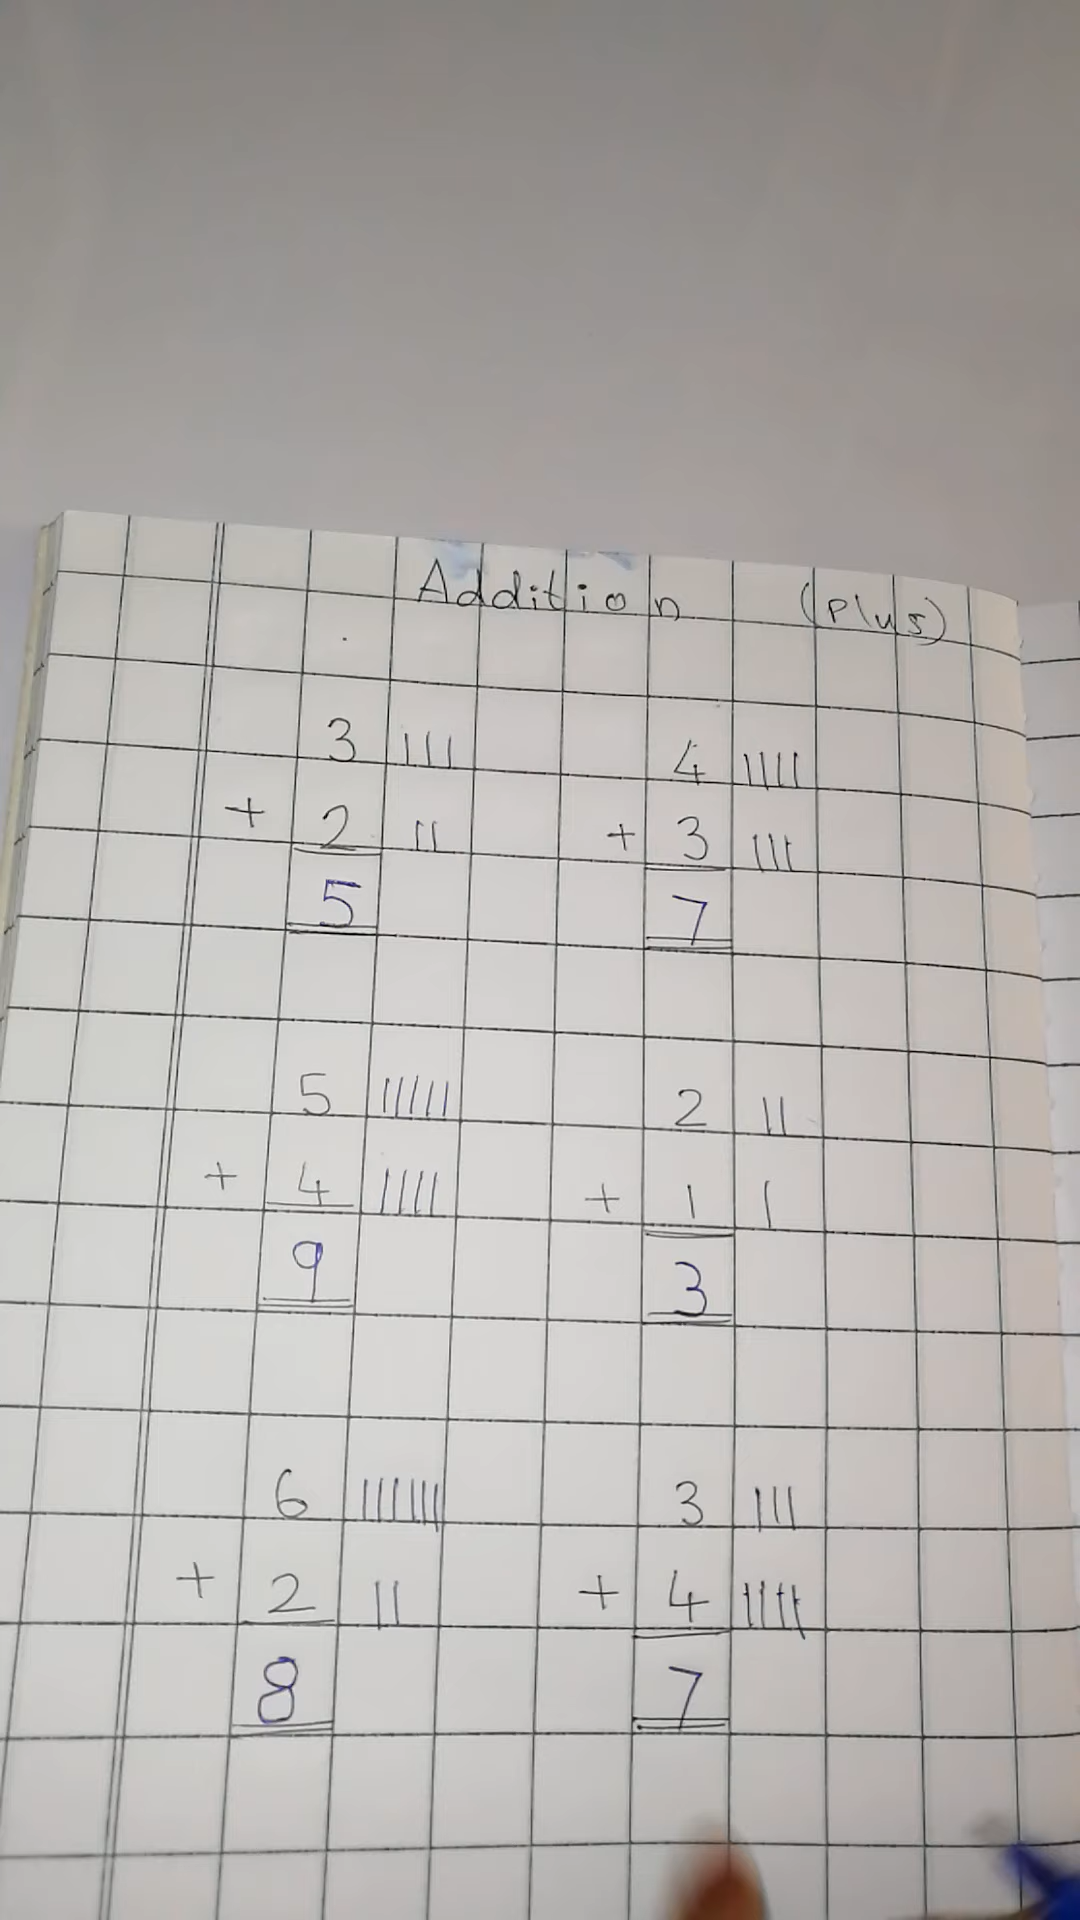 Addition (Plus)
3 ||| 4 ||||
+ 2 || + 3 |||
5 7
5 ||||| 2 ||
+ 4 |||| + 1 |
9 3
6 |||||| 3 |||
+ 2 || + 4 ||||
8 7